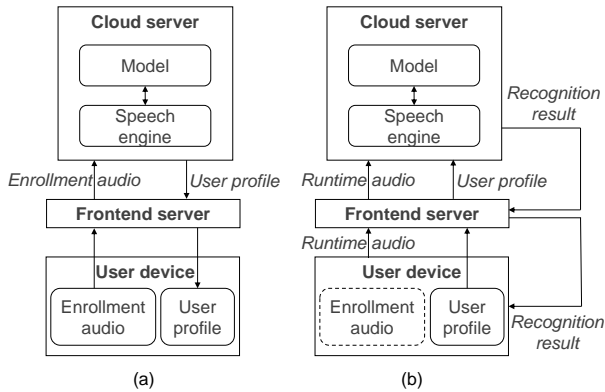 Cloud server
Model
Speech
engine
Enrollment audio
User profile
Frontend server
User device
Enrollment
audio
User
profile
(a)
Cloud server
Model
Speech
engine
Recognition
result
Runtime audio
User profile
Frontend server
Runtime audio
User device
Enrollment
audio
User
profile
Recognition
result
(b)